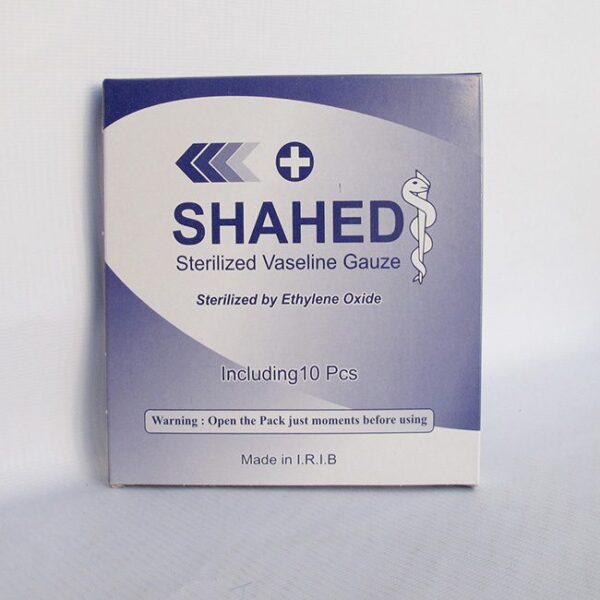 SHAHED
Sterilized Vaseline Gauze
Sterilized by Ethylene Oxide
Including10 Pcs
Warning : Open the Pack just moments before using
Made in I.R.I.B